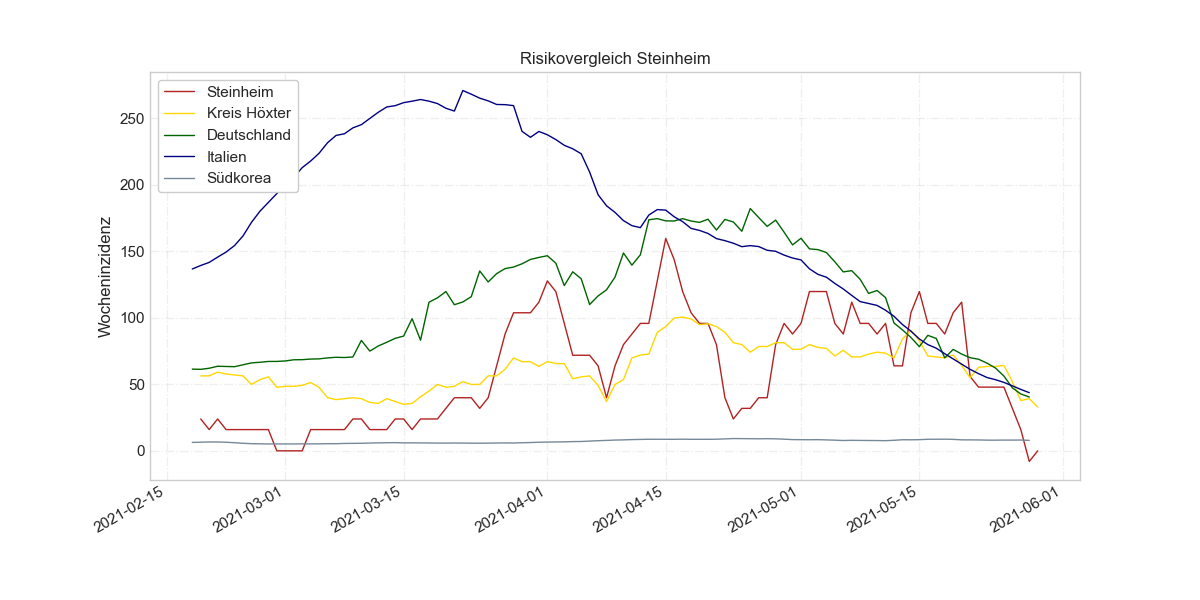 Risikovergleich Steinheim
Steinheim
Kreis Höxter
Deutschland
Italien
Südkorea
Wocheninzidenz
250
200
150
100
50
0
2021-02-15
2021-03-01
2021-03-15
2021-04-01
2021-04-15
2021-05-01
2021-05-15
2021-06-01